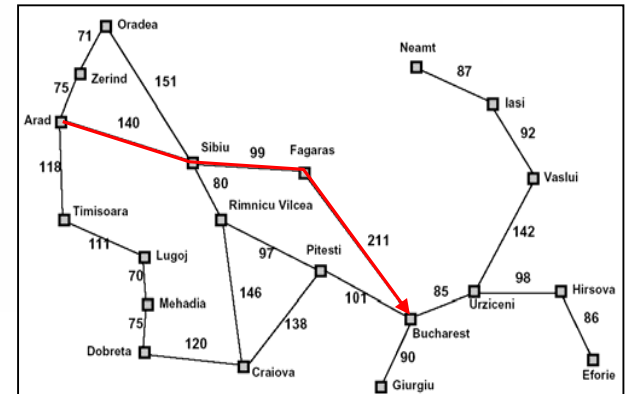 Oradea
71
Neamt
87
Zerind
151
75
Iasi
Arad
140
92
Sibiu
99
Fagaras
118
80
Vaslui
Timisoara
Rimnicu Vilcea
211
142
111
Lugoj
97
Pitesti
70
98
146
101
85
Hirsova
Mehadia
Urziceni
75
138
86
120
Bucharest
Dobreta
90
Craiova
Giurgiu
Eforie